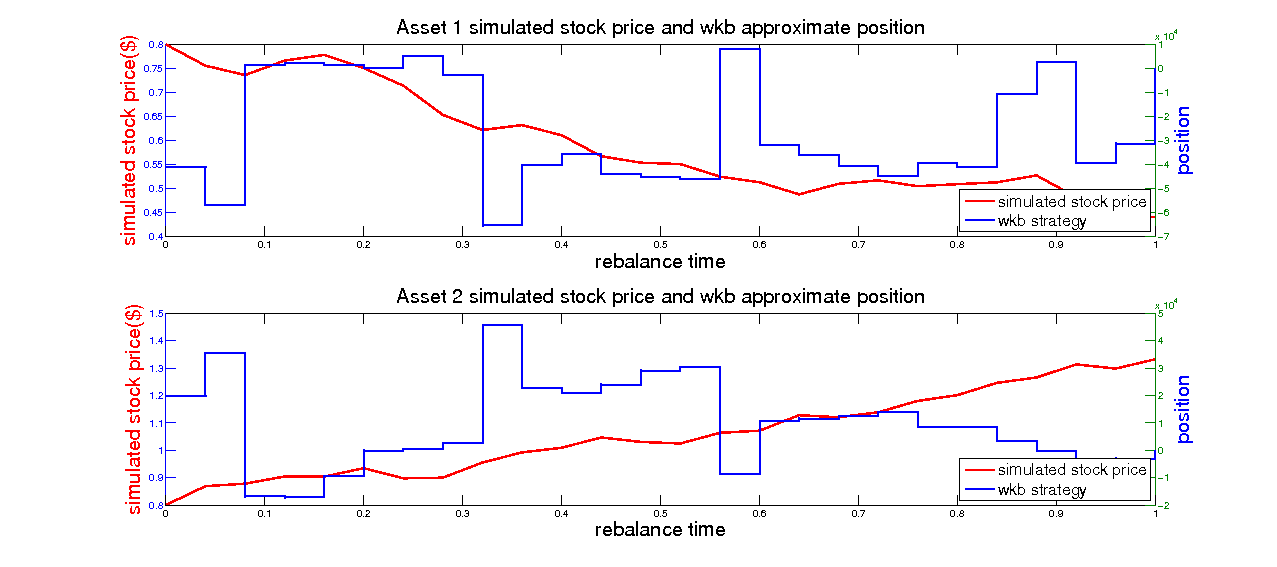 Asset 1 simulated stock price and wkb approximate position
x 10^4
simulated stock price($)
0.8
0.75
0.7
0.65
0.6
0.55
0.5
0.45
0.4
1
0
-1
-2
-3
-4
-5
-6
-7
position
simulated stock price
wkb strategy
0 0.1 0.2 0.3 0.4 0.5 0.6 0.7 0.8 0.9 1
rebalance time
Asset 2 simulated stock price and wkb approximate position
x 10^4
simulated stock price($)
1.5
1.4
1.3
1.2
1.1
1
0.9
0.8
5
4
3
2
1
0
-1
-2
position
simulated stock price
wkb strategy
0 0.1 0.2 0.3 0.4 0.5 0.6 0.7 0.8 0.9 1
rebalance time